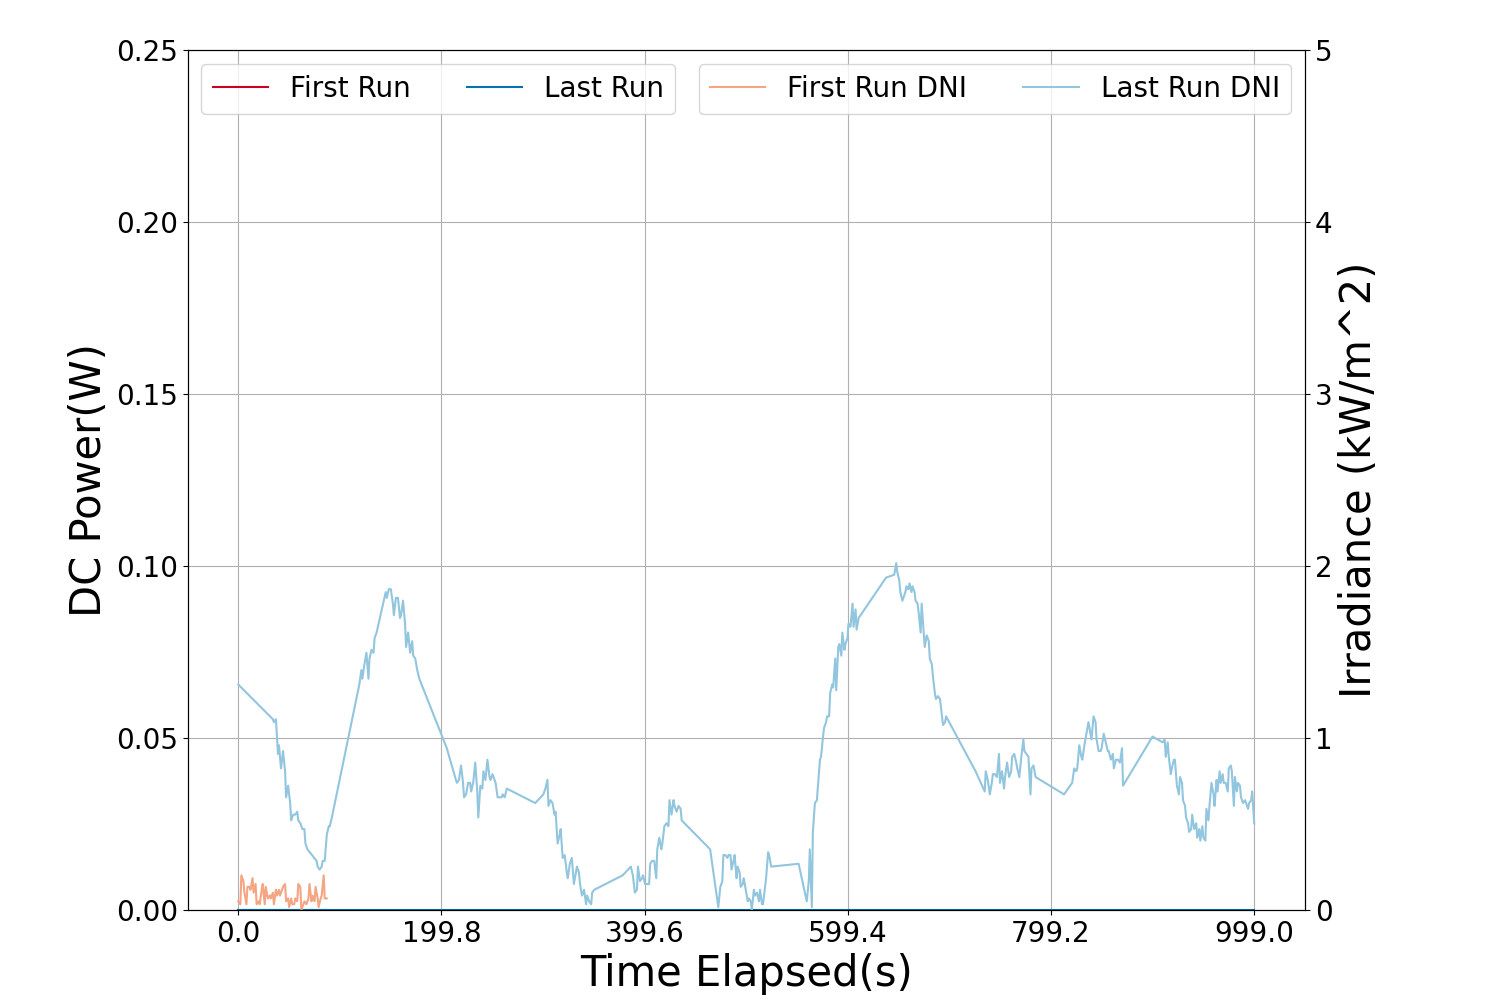 First Run
Last Run
First Run DNI
Last Run DNI
DC Power(W)
0.25
0.20
0.15
0.10
0.05
0.00
5
4
3
2
1
0
Irradiance (kW/m^2)
0.0
199.8
399.6
599.4
799.2
999.0
Time Elapsed(s)